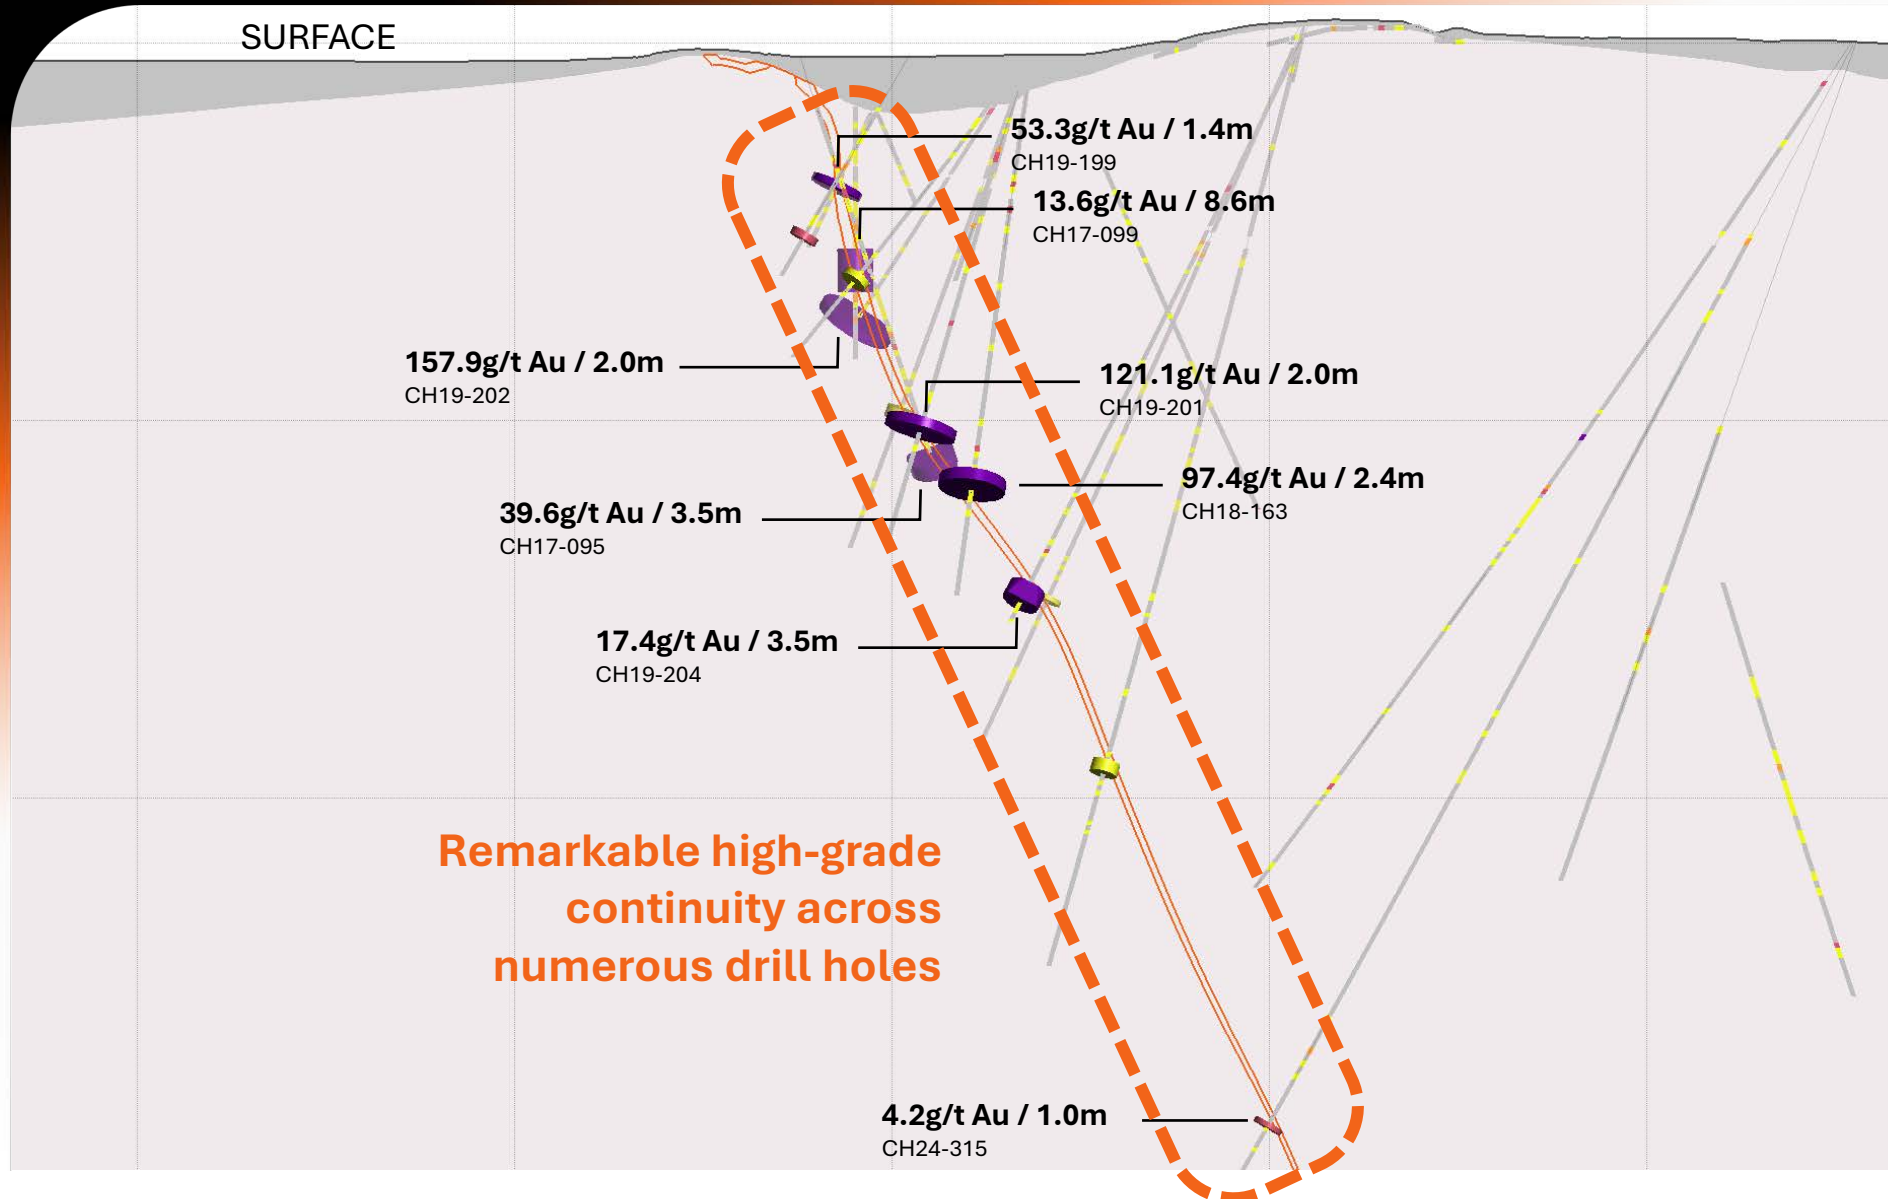 SURFACE
53.3g/t Au / 1.4m
CH19-199
13.6g/t Au / 8.6m
CH17-099
157.9g/t Au / 2.0m
CH19-202
121.1g/t Au / 2.0m
CH19-201
97.4g/t Au / 2.4m
CH18-163
39.6g/t Au / 3.5m
CH17-095
17.4g/t Au / 3.5m
CH19-204
Remarkable high-grade
continuity across
numerous drill holes
4.2g/t Au / 1.0m
CH24-315